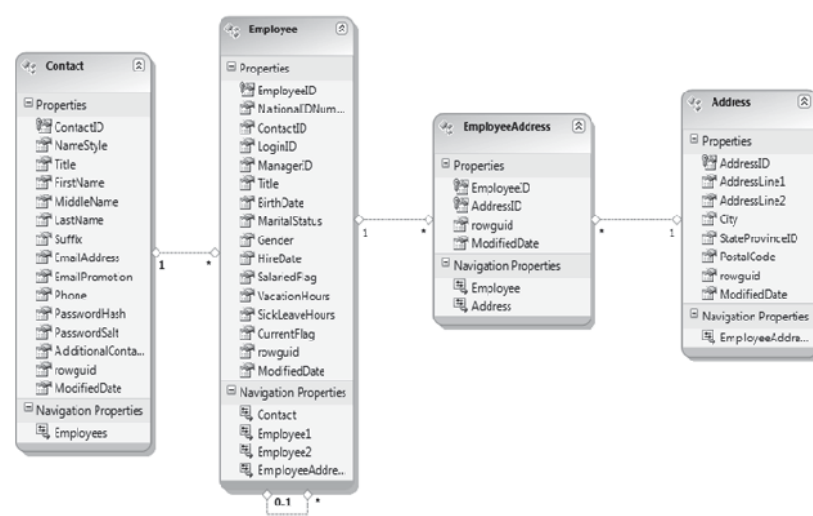 Contact
Properties
ContactID
NameStyle
Title
FirstName
MiddleName
LastName
Suffix
EmailAddress
EmailPromotion
Phone
PasswordHash
PasswordSalt
AdditionalConta...
rowguid
ModifiedDate
Navigation Properties
Employees
1
*
Employee
Properties
EmployeeID
NationalIDNum...
ContactID
LoginID
ManagerID
Title
BirthDate
MaritalStatus
Gender
HireDate
SalariedFlag
VacationHours
SickLeaveHours
CurrentFlag
rowguid
ModifiedDate
Navigation Properties
Contact
Employee1
Employee2
EmployeeAddre...
0-1
*
1
*
EmployeeAddress
Properties
EmployeeID
AddressID
rowguid
ModifiedDate
Navigation Properties
Employee
Address
*
1
Address
Properties
AddressID
AddressLine1
AddressLine2
City
StateProvinceID
PostalCode
rowguid
ModifiedDate
Navigation Properties
EmployeeAddre...